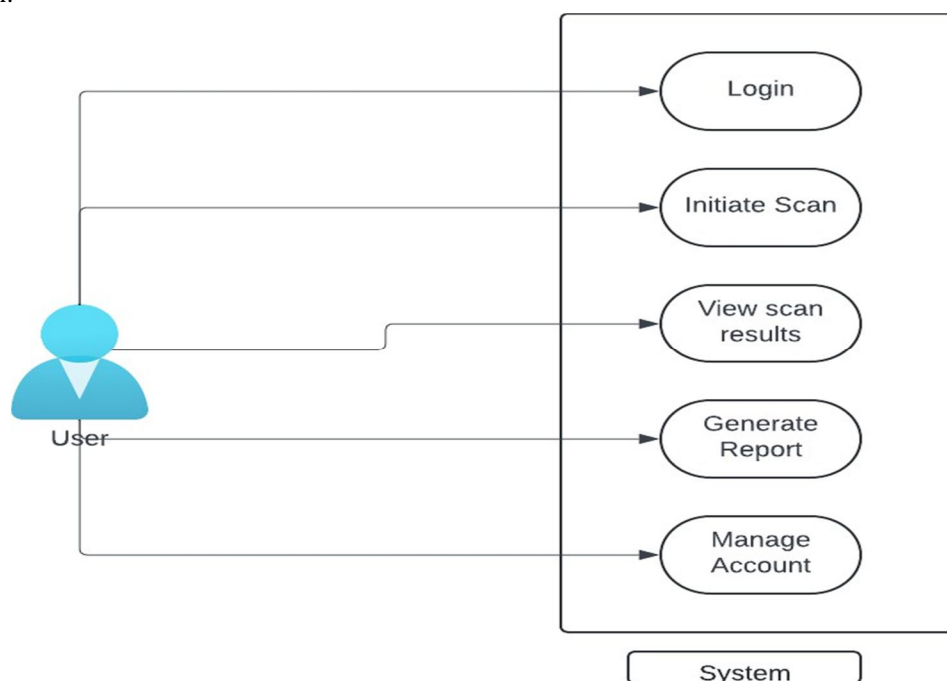 Login
Initiate Scan
View scan
results
User
Generate
Report
Manage
Account
System